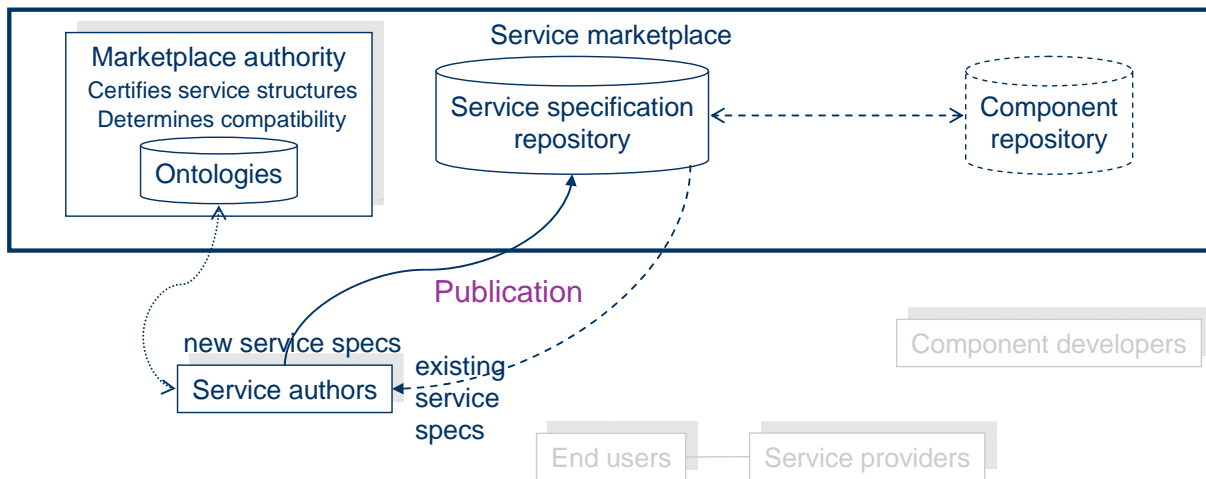 Service marketplace
Marketplace authority
Certifies service structures
Determines compatibility
Ontologies
Service specification
repository
Component
repository
Publication
new service specs
Service authors
existing
service
specs
Component developers
End users
Service providers